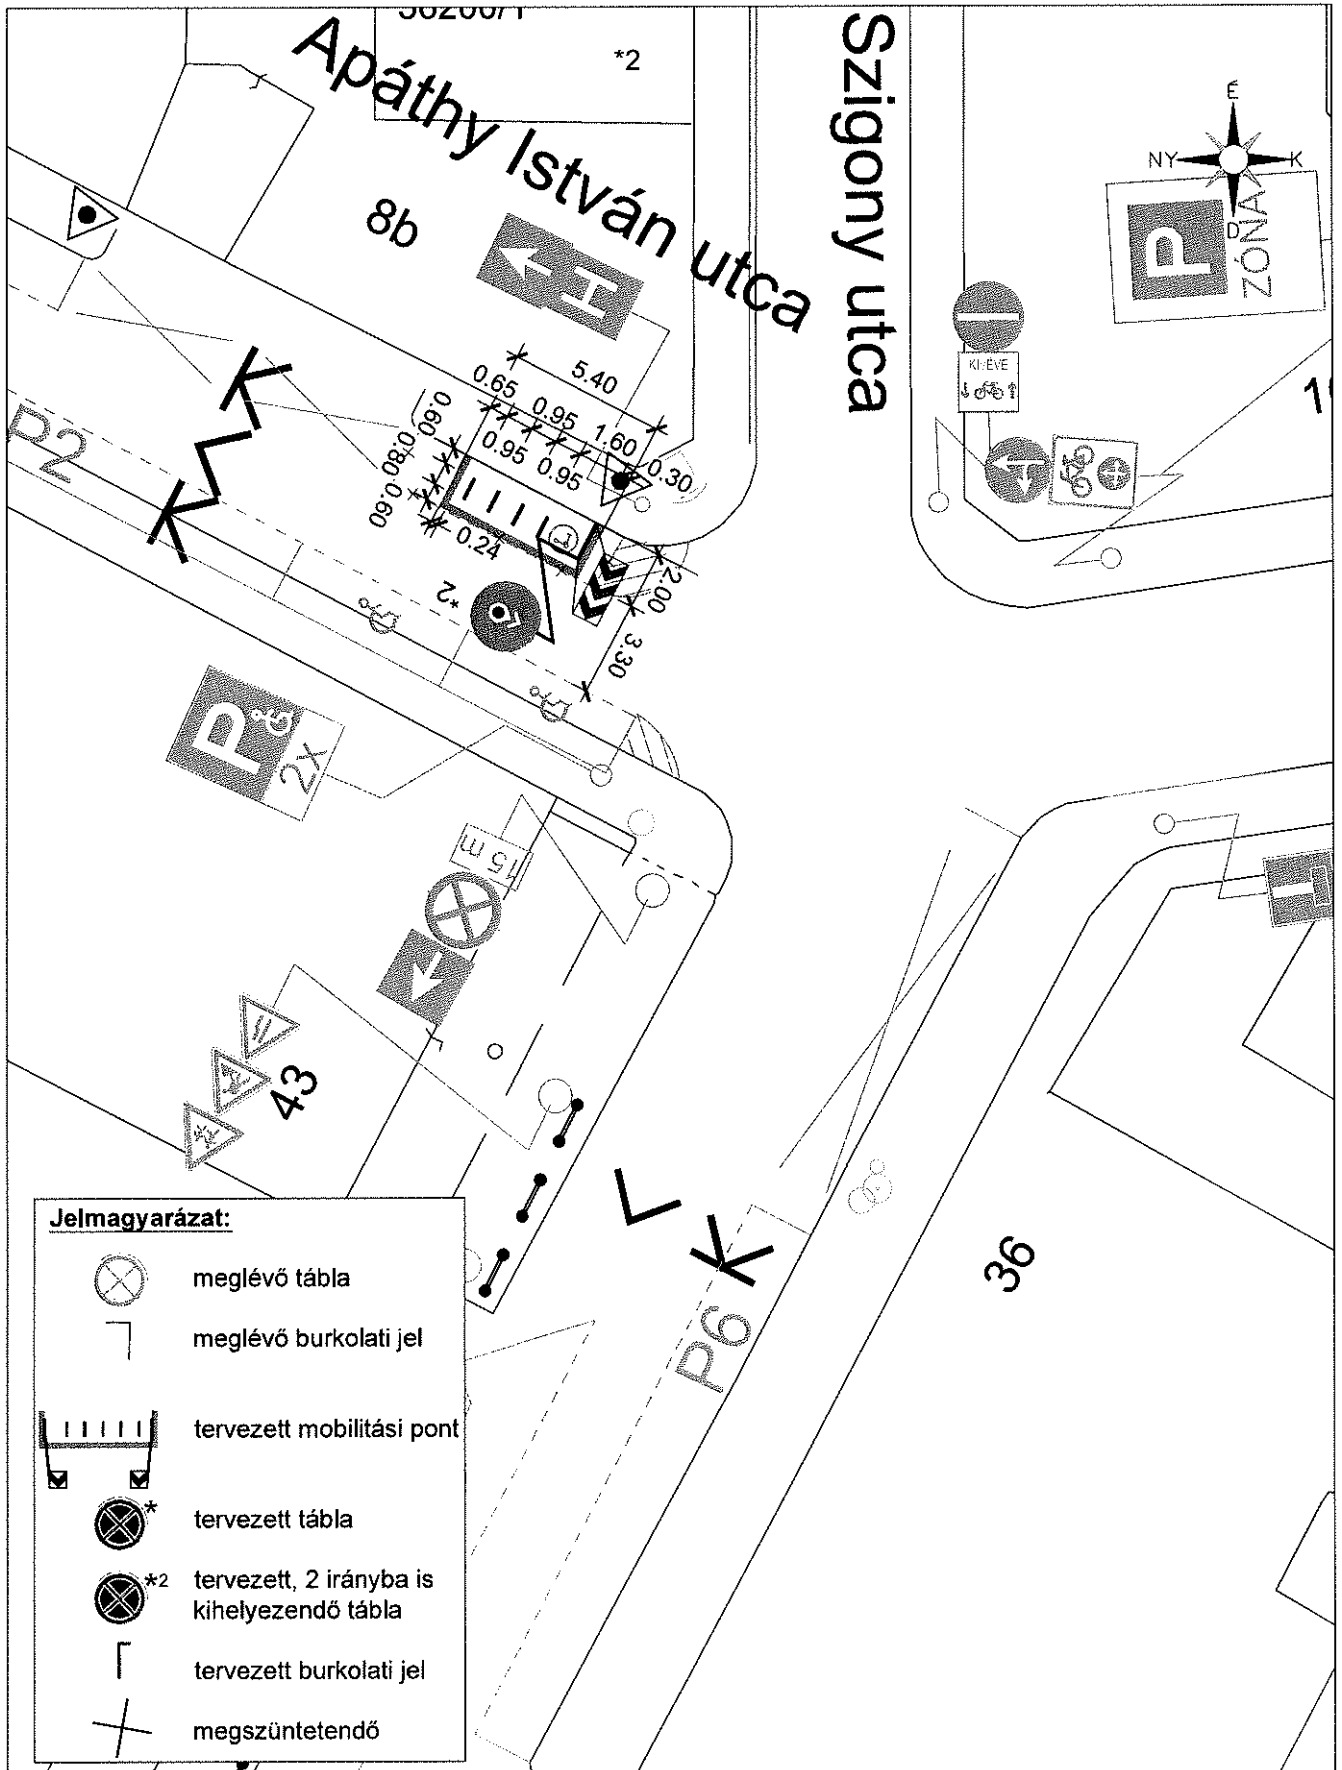 *2
Apáthy István utca
Szigony utca
8b
É
NY
K
D
P
ZÓNA
H
KIVÉVE
5.40
0.65
0.95
1.60
0.30
0.95
0.95
0.60
0.80
0.60
0.24
2.00
3.30
*2
P2
K
K
P
2X
15 m
43
36
P6
Jelmagyarázat:
meglévő tábla
meglévő burkolati jel
tervezett mobilitási pont
* tervezett tábla
*2 tervezett, 2 irányba is
kihelyezendő tábla
tervezett burkolati jel
megszüntetendő